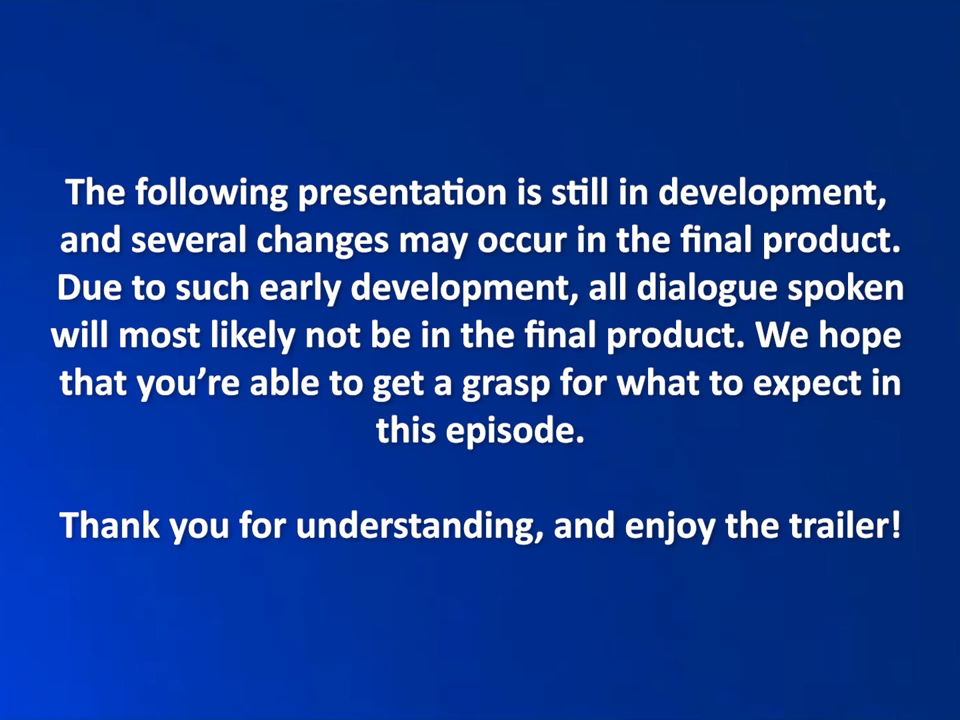 The following presentation is still in development,
and several changes may occur in the final product.
Due to such early development, all dialogue spoken
will most likely not be in the final product. We hope
that you’re able to get a grasp for what to expect in
this episode.
Thank you for understanding, and enjoy the trailer!